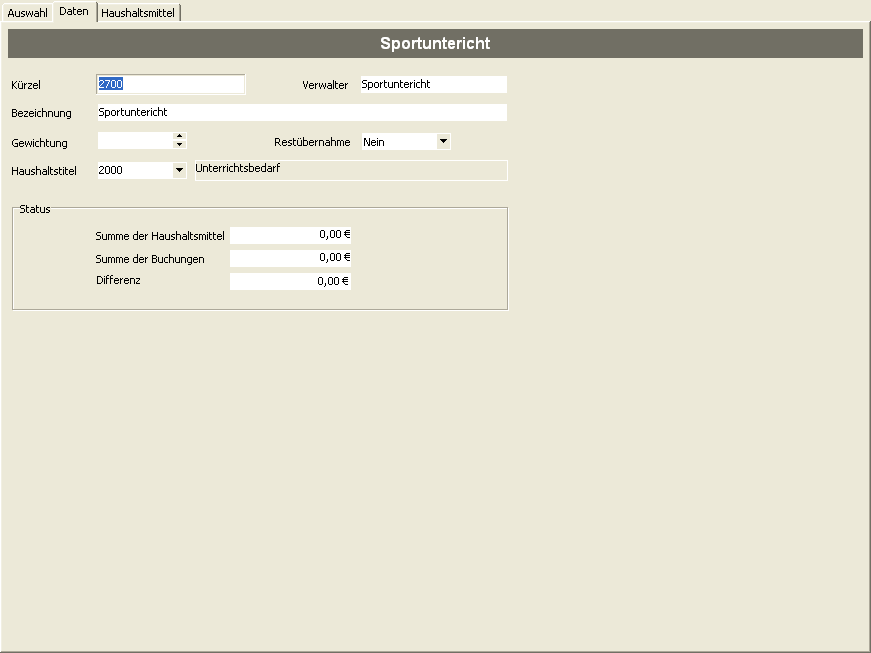 Auswahl Daten Haushaltsmittel
Sportuntericht
Kürzel 2700 Verwalter Sportuntericht
Bezeichnung Sportuntericht
Gewichtung Restübernahme Nein
Haushaltstitel 2000 Unterrichtsbedarf
Status
Summe der Haushaltsmittel 0,00 €
Summe der Buchungen 0,00 €
Differenz 0,00 €